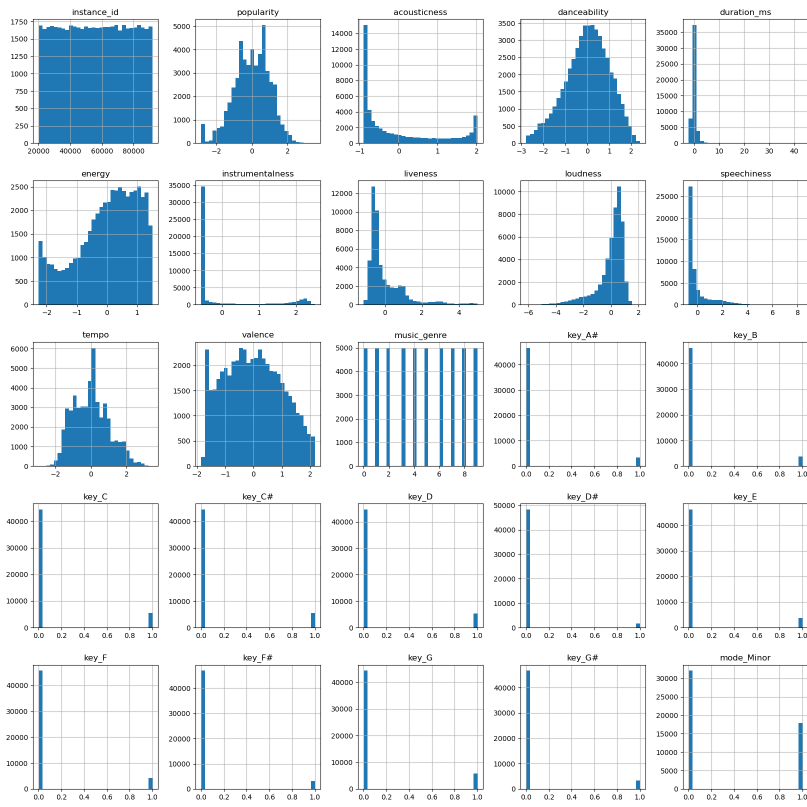 instance_id popularity acousticness danceability duration_ms
1750 5000 14000 3500 35000
1500 12000 3000 30000
1250 4000 10000 2500 25000
1000 3000 8000 2000 20000
750 6000 1500 15000
500 2000 4000 1000 10000
250 1000 2000 500 5000
0 0 0 0 0
20000 40000 60000 80000 −2 0 2 −1 0 1 2 −3 −2 −1 0 1 2 0 10 20 30 40
energy instrumentalness liveness loudness speechiness
2500 35000 12000 10000 25000
2000 30000 10000 8000 20000
1500 25000 8000 6000 15000
1000 20000 6000 4000 10000
500 15000 4000 2000 5000
0 10000 2000 0 0
5000 0
0
−2 −1 0 1 0 1 2 0 2 4 −6 −4 −2 0 2 0 2 4 6 8
tempo valence music_genre key_A# key_B
6000 2000 5000 40000 40000
5000 1500 4000 30000 30000
4000 1000 3000 20000 20000
3000 500 2000 10000 10000
2000 0 1000 0 0
1000 0
0
−2 0 2 −2 −1 0 1 2 0 2 4 6 8 0.0 0.2 0.4 0.6 0.8 1.0 0.0 0.2 0.4 0.6 0.8 1.0
key_C key_C# key_D key_D# key_E
40000 40000 40000 50000 40000
30000 30000 30000 40000 30000
20000 20000 20000 30000 20000
10000 10000 10000 20000 10000
0 0 0 10000 0
0
0.0 0.2 0.4 0.6 0.8 1.0 0.0 0.2 0.4 0.6 0.8 1.0 0.0 0.2 0.4 0.6 0.8 1.0 0.0 0.2 0.4 0.6 0.8 1.0 0.0 0.2 0.4 0.6 0.8 1.0
key_F key_F# key_G key_G# mode_Minor
40000 40000 40000 40000 30000
30000 30000 30000 30000 25000
20000 20000 20000 20000 20000
10000 10000 10000 10000 15000
0 0 0 0 10000
5000
0
0.0 0.2 0.4 0.6 0.8 1.0 0.0 0.2 0.4 0.6 0.8 1.0 0.0 0.2 0.4 0.6 0.8 1.0 0.0 0.2 0.4 0.6 0.8 1.0 0.0 0.2 0.4 0.6 0.8 1.0